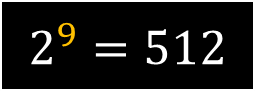 2⁹ = 512